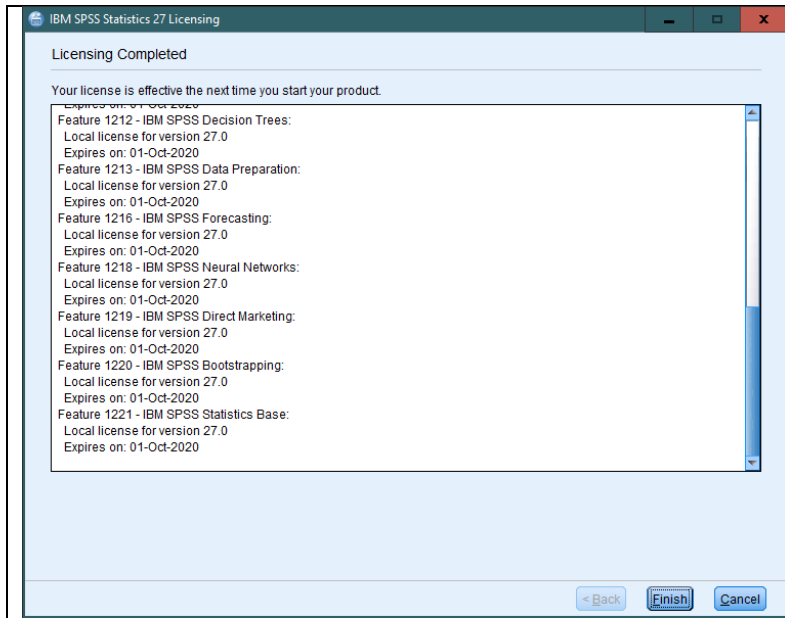 IBM SPSS Statistics 27 Licensing
Licensing Completed
Your license is effective the next time you start your product.
Expires on: 01-Oct-2020
Feature 1212 - IBM SPSS Decision Trees:
Local license for version 27.0
Expires on: 01-Oct-2020
Feature 1213 - IBM SPSS Data Preparation:
Local license for version 27.0
Expires on: 01-Oct-2020
Feature 1216 - IBM SPSS Forecasting:
Local license for version 27.0
Expires on: 01-Oct-2020
Feature 1218 - IBM SPSS Neural Networks:
Local license for version 27.0
Expires on: 01-Oct-2020
Feature 1219 - IBM SPSS Direct Marketing:
Local license for version 27.0
Expires on: 01-Oct-2020
Feature 1220 - IBM SPSS Bootstrapping:
Local license for version 27.0
Expires on: 01-Oct-2020
Feature 1221 - IBM SPSS Statistics Base:
Local license for version 27.0
Expires on: 01-Oct-2020
< Back Finish Cancel